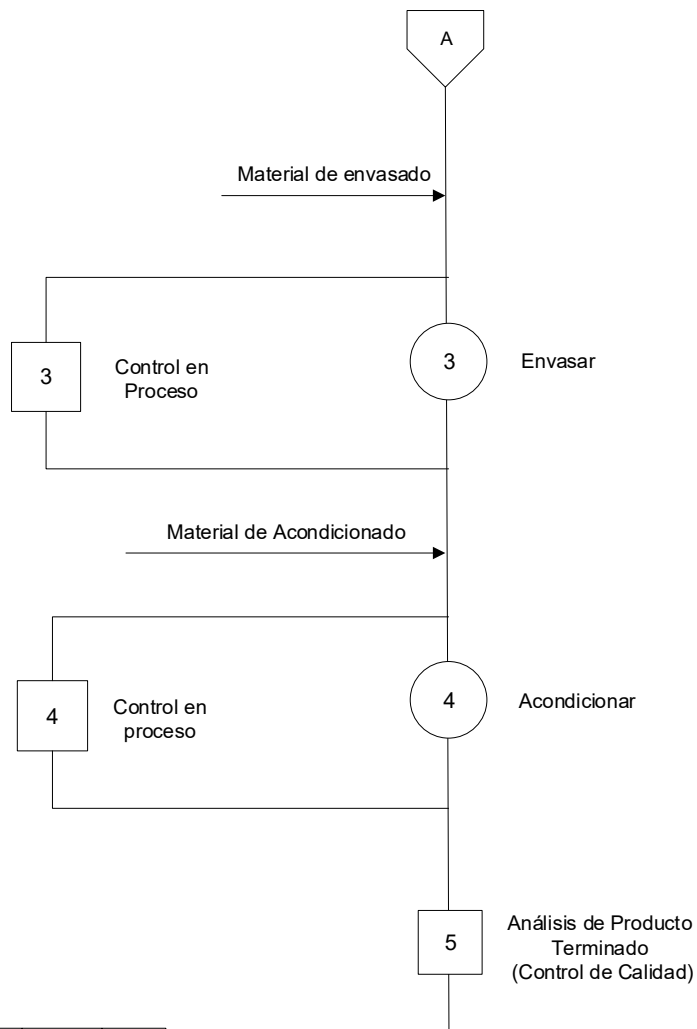 A
Material de envasado
3
Control en
Proceso
3
Envasar
Material de Acondicionado
4
Control en
proceso
4
Acondicionar
5
Análisis de Producto
Terminado
(Control de Calidad)